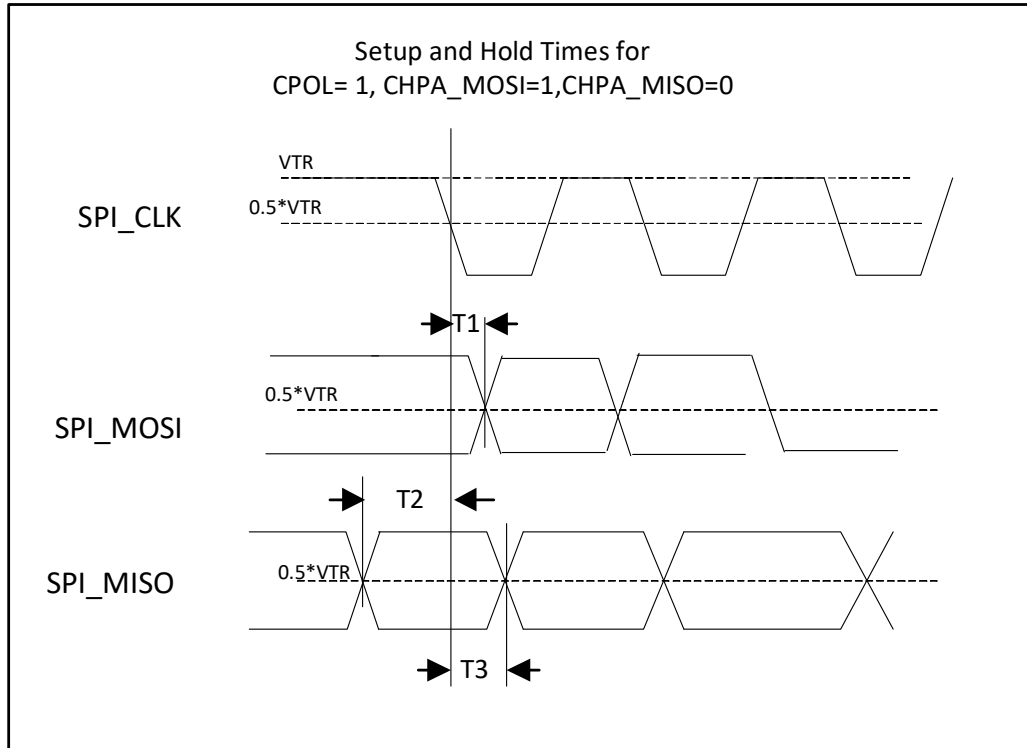 Setup and Hold Times for
CPOL= 1, CHPA_MOSI=1,CHPA_MISO=0
VTR
0.5*VTR
SPI_CLK
T1
0.5*VTR
SPI_MOSI
T2
0.5*VTR
SPI_MISO
T3